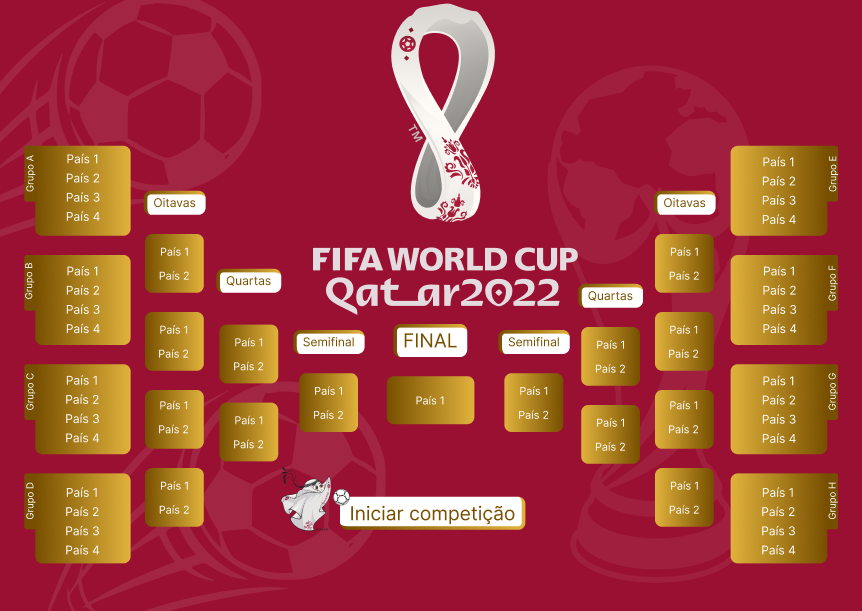 TM
FIFA WORLD CUP
Qatar2022
Grupo A
País 1
País 2
País 3
País 4
Grupo B
País 1
País 2
País 3
País 4
Grupo C
País 1
País 2
País 3
País 4
Grupo D
País 1
País 2
País 3
País 4
Oitavas
País 1
País 2
País 1
País 2
País 1
País 2
País 1
País 2
Quartas
País 1
País 2
País 1
País 2
Semifinal
País 1
País 2
FINAL
País 1
Semifinal
País 1
País 2
Quartas
País 1
País 2
País 1
País 2
Oitavas
País 1
País 2
País 1
País 2
País 1
País 2
País 1
País 2
Grupo E
País 1
País 2
País 3
País 4
Grupo F
País 1
País 2
País 3
País 4
Grupo G
País 1
País 2
País 3
País 4
Grupo H
País 1
País 2
País 3
País 4
Iniciar competição